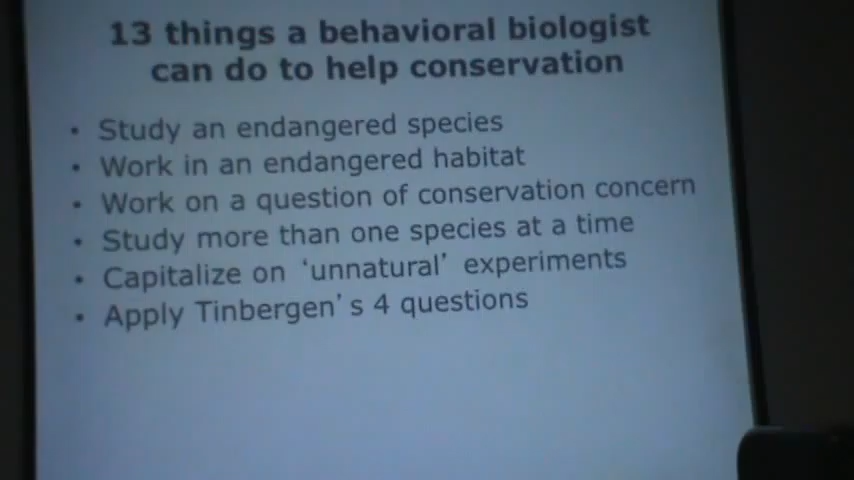 13 things a behavioral biologist
can do to help conservation
• Study an endangered species
• Work in an endangered habitat
• Work on a question of conservation concern
• Study more than one species at a time
• Capitalize on ‘unnatural’ experiments
• Apply Tinbergen’s 4 questions